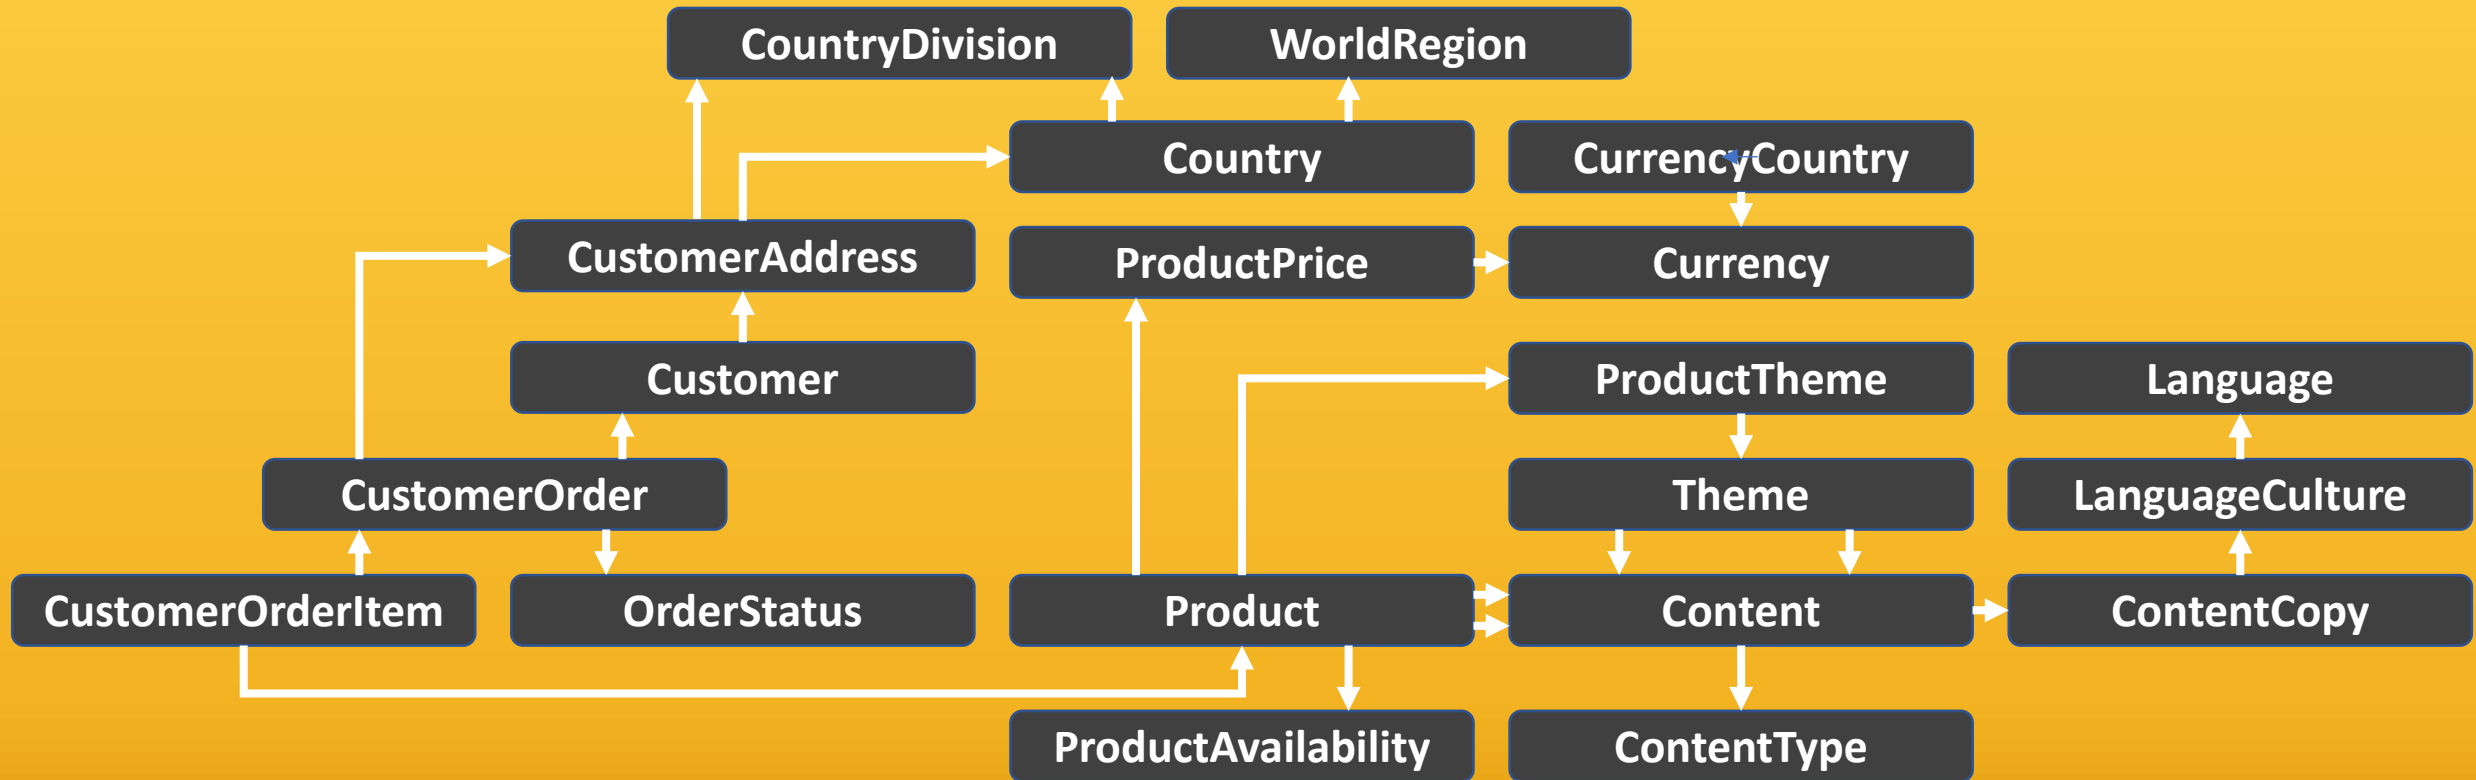 CountryDivision
WorldRegion
Country
CurrencyCountry
CustomerAddress
ProductPrice
Currency
Customer
ProductTheme
Language
CustomerOrder
Theme
LanguageCulture
CustomerOrderItem
OrderStatus
Product
Content
ContentCopy
ProductAvailability
ContentType